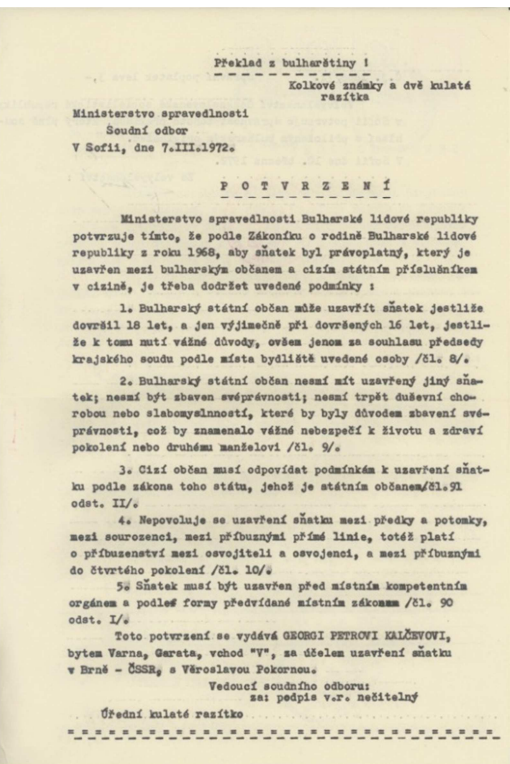 Překlad z bulharštiny !
Kolkové známky a dvě kulatá
razítka
Ministerstvo spravedlnosti
Soudní odbor
V Sofii, dne 7.III.1972.
P O T V R Z E N Í
Ministerstvo spravedlnosti Bulharské lidové republiky
potvrzuje tímto, že podle Zákoníku o rodině Bulharské lidové
republiky z roku 1968, aby sňatek byl právoplatný, který je
uzavřen mezi bulharským občanem a cizím státním příslušníkem
v cizině, je třeba dodržet uvedené podmínky :
1. Bulharský státní občan může uzavřít sňatek jestliže
dovršil 18 let, a jen výjimečně při dovršených 16 let, jestli-
že k tomu nutí vážné důvody, ovšem jenom za souhlasu předsedy
krajského soudu podle místa bydliště uvedené osoby /čl. 8/.
2. Bulharský státní občan nesmí mít uzavřený jiný sňa-
tek; nesmí být zbaven svéprávnosti; nesmí trpět duševní cho-
robou nebo slabomyslnností, které by byly důvodem zbavení své-
právnosti, což by znamenalo vážné nebezpečí k životu a zdraví
pokolení nebo druhému manželovi /čl. 9/.
3. Cizí občan musí odpovídat podmínkám k uzavření sňat-
ku podle zákona toho státu, jehož je státním občanem/čl.91
odst. II/.
4. Nepovoluje se uzavření sňatku mezi předky a potomky,
mezi sourozenci, mezi příbuznými přímé linie, totéž platí
o příbuzenství mezi osvojiteli a osvojenci, a mezi příbuznými
do čtvrtého pokolení /čl. 10/.
5. Sňatek musí být uzavřen před místním kompetentním
orgánem a podle formy předvídané místním zákonem /čl. 90
odst. I/.
Toto potvrzení se vydává GEORGI PETROVI KALČEVOVI,
bytem Varna, Garata, vchod "V", za účelem uzavření sňatku
v Brně - ČSSR, s Věroslavou Pokornou.
Vedoucí soudního odboru:
za: podpis v.r. nečitelný
Úřední kulaté razítko